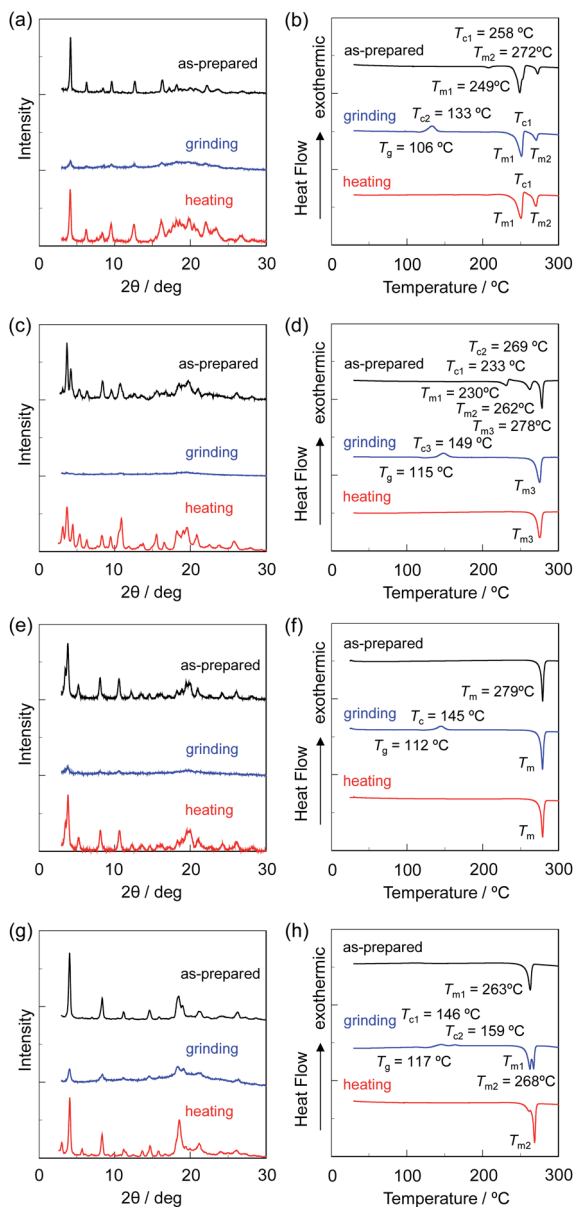 (a)
as-prepared
grinding
heating
Intensity
0 10 20 30
2θ / deg
(b)
Tc1 = 258 ºC
as-prepared
Tm2 = 272ºC
Tm1 = 249ºC
grinding
Tc2 = 133 ºC
Tc1
Tg = 106 ºC
Tm1
Tm2
heating
Tc1
Tm1
Tm2
Heat Flow
exothermic
0 100 200 300
Temperature / ºC
(c)
as-prepared
grinding
heating
Intensity
0 10 20 30
2θ / deg
(d)
Tc2 = 269 ºC
as-prepared
Tc1 = 233 ºC
Tm1 = 230ºC
Tm2 = 262ºC
Tm3 = 278ºC
grinding
Tc3 = 149 ºC
Tg = 115 ºC
Tm3
heating
Tm3
Heat Flow
exothermic
0 100 200 300
Temperature / ºC
(e)
as-prepared
grinding
heating
Intensity
0 10 20 30
2θ / deg
(f)
as-prepared
Tm = 279ºC
grinding
Tc = 145 ºC
Tg = 112 ºC
Tm
heating
Tm
Heat Flow
exothermic
0 100 200 300
Temperature / ºC
(g)
as-prepared
grinding
heating
Intensity
0 10 20 30
2θ / deg
(h)
as-prepared
Tm1 = 263ºC
Tc1 = 146 ºC
grinding
Tc2 = 159 ºC
Tg = 117 ºC
Tm1
Tm2 = 268ºC
heating
Tm2
Heat Flow
exothermic
0 100 200 300
Temperature / ºC